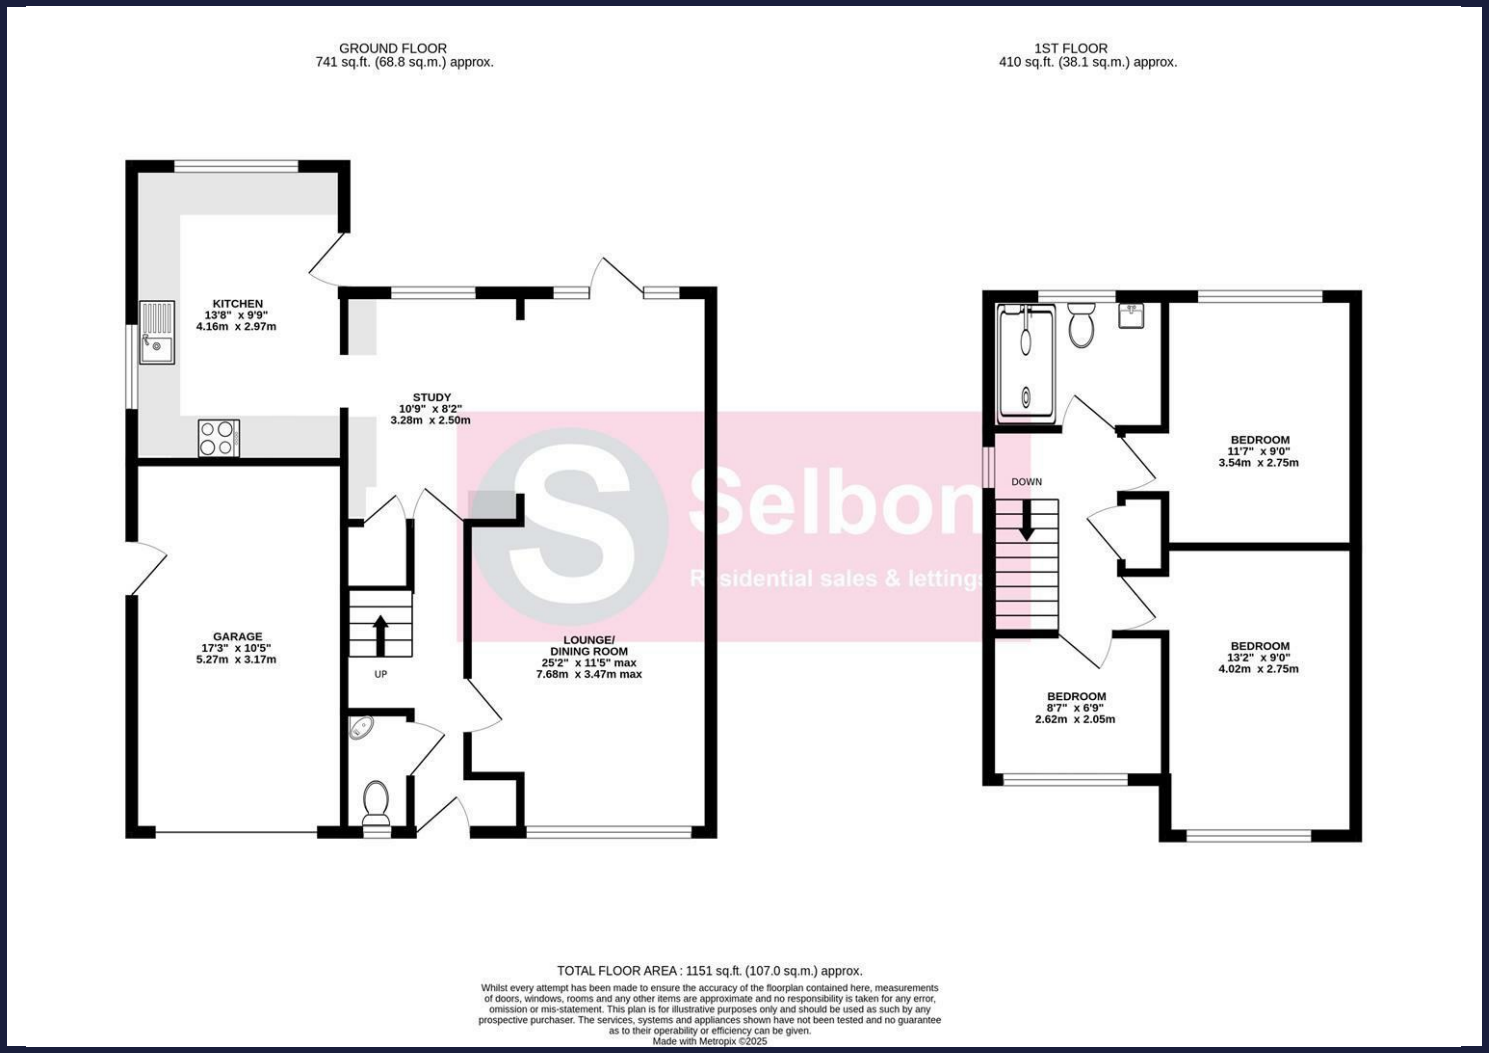 GROUND FLOOR
741 sq.ft. (68.8 sq.m.) approx.
1ST FLOOR
410 sq.ft. (38.1 sq.m.) approx.
KITCHEN
13'8" x 9'9"
4.16m x 2.97m
STUDY
10'9" x 8'2"
3.28m x 2.50m
GARAGE
17'3" x 10'5"
5.27m x 3.17m
UP
LOUNGE/
DINING ROOM
25'2" x 11'5" max
7.68m x 3.47m max
S
Selbon
Residential sales & lettings
DOWN
BEDROOM
11'7" x 9'0"
3.54m x 2.75m
BEDROOM
13'2" x 9'0"
4.02m x 2.75m
BEDROOM
8'7" x 6'9"
2.62m x 2.05m
TOTAL FLOOR AREA : 1151 sq.ft. (107.0 sq.m.) approx.
Whilst every attempt has been made to ensure the accuracy of the floorplan contained here, measurements
of doors, windows, rooms and any other items are approximate and no responsibility is taken for any error,
omission or mis-statement. This plan is for illustrative purposes only and should be used as such by any
prospective purchaser. The services, systems and appliances shown have not been tested and no guarantee
as to their operability or efficiency can be given.
Made with Metropix ©2025